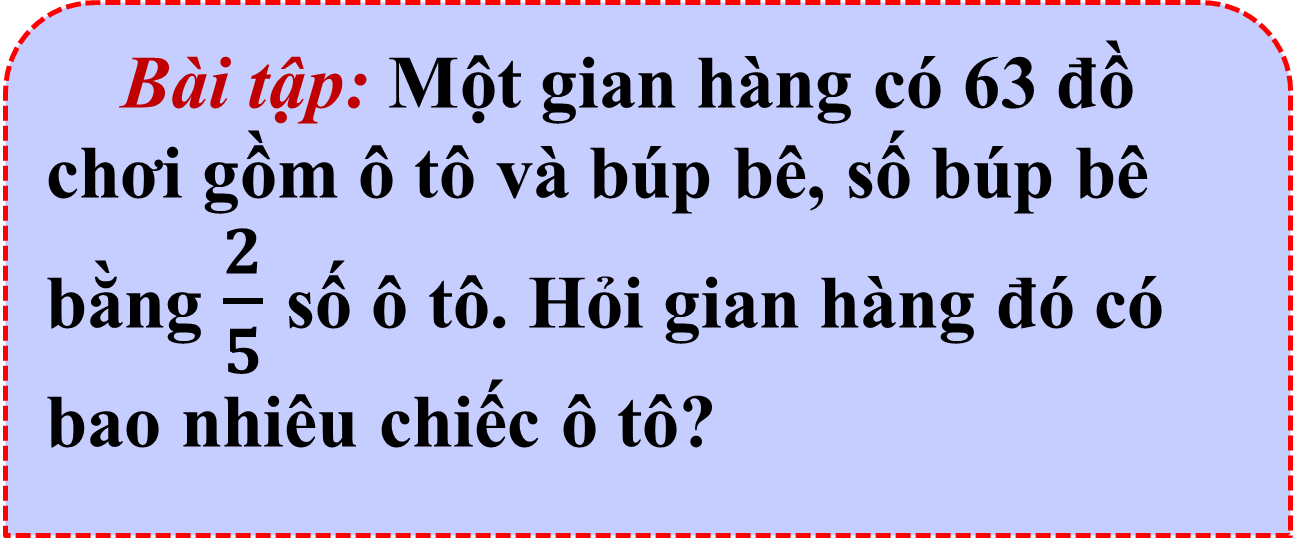 Bài tập: Một gian hàng có 63 đồ
chơi gồm ô tô và búp bê, số búp bê
bằng 2/5 số ô tô. Hỏi gian hàng đó có
bao nhiêu chiếc ô tô?